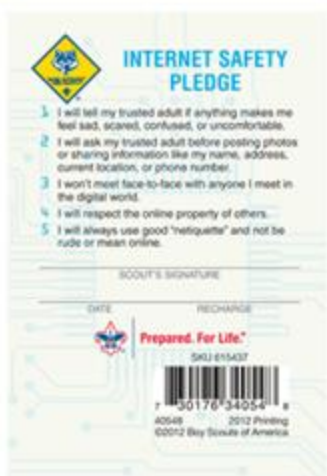 INTERNET SAFETY
PLEDGE
1 I will tell my trusted adult if anything makes me
feel sad, scared, confused, or uncomfortable.
2 I will ask my trusted adult before posting photos
or sharing information like my name, address,
current location, or phone number.
3 I won't meet face-to-face with anyone I meet in
the digital world.
4 I will respect the online property of others.
5 I will always use good "netiquette" and not be
rude or mean online.
SCOUT'S SIGNATURE
DATE RECHARGE
Prepared. For Life.™
SKU 615437
7 30176 34054 8
40548 2012 Printing
©2012 Boy Scouts of America